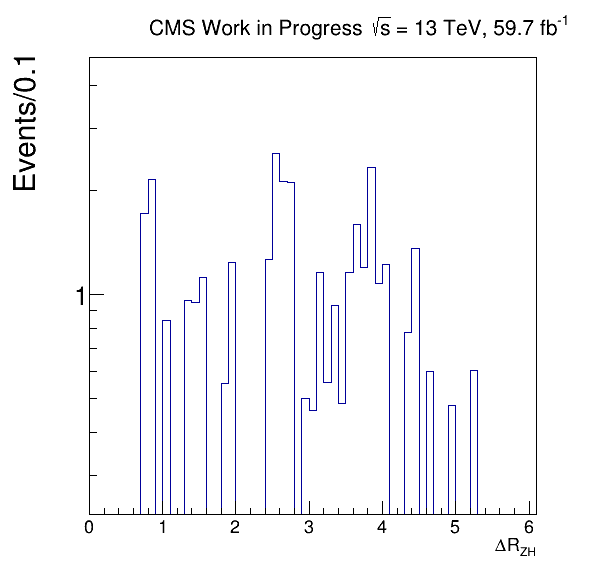 CMS Work in Progress √s = 13 TeV, 59.7 fb⁻¹
Events/0.1
1
0 1 2 3 4 5 6
ΔR_ZH